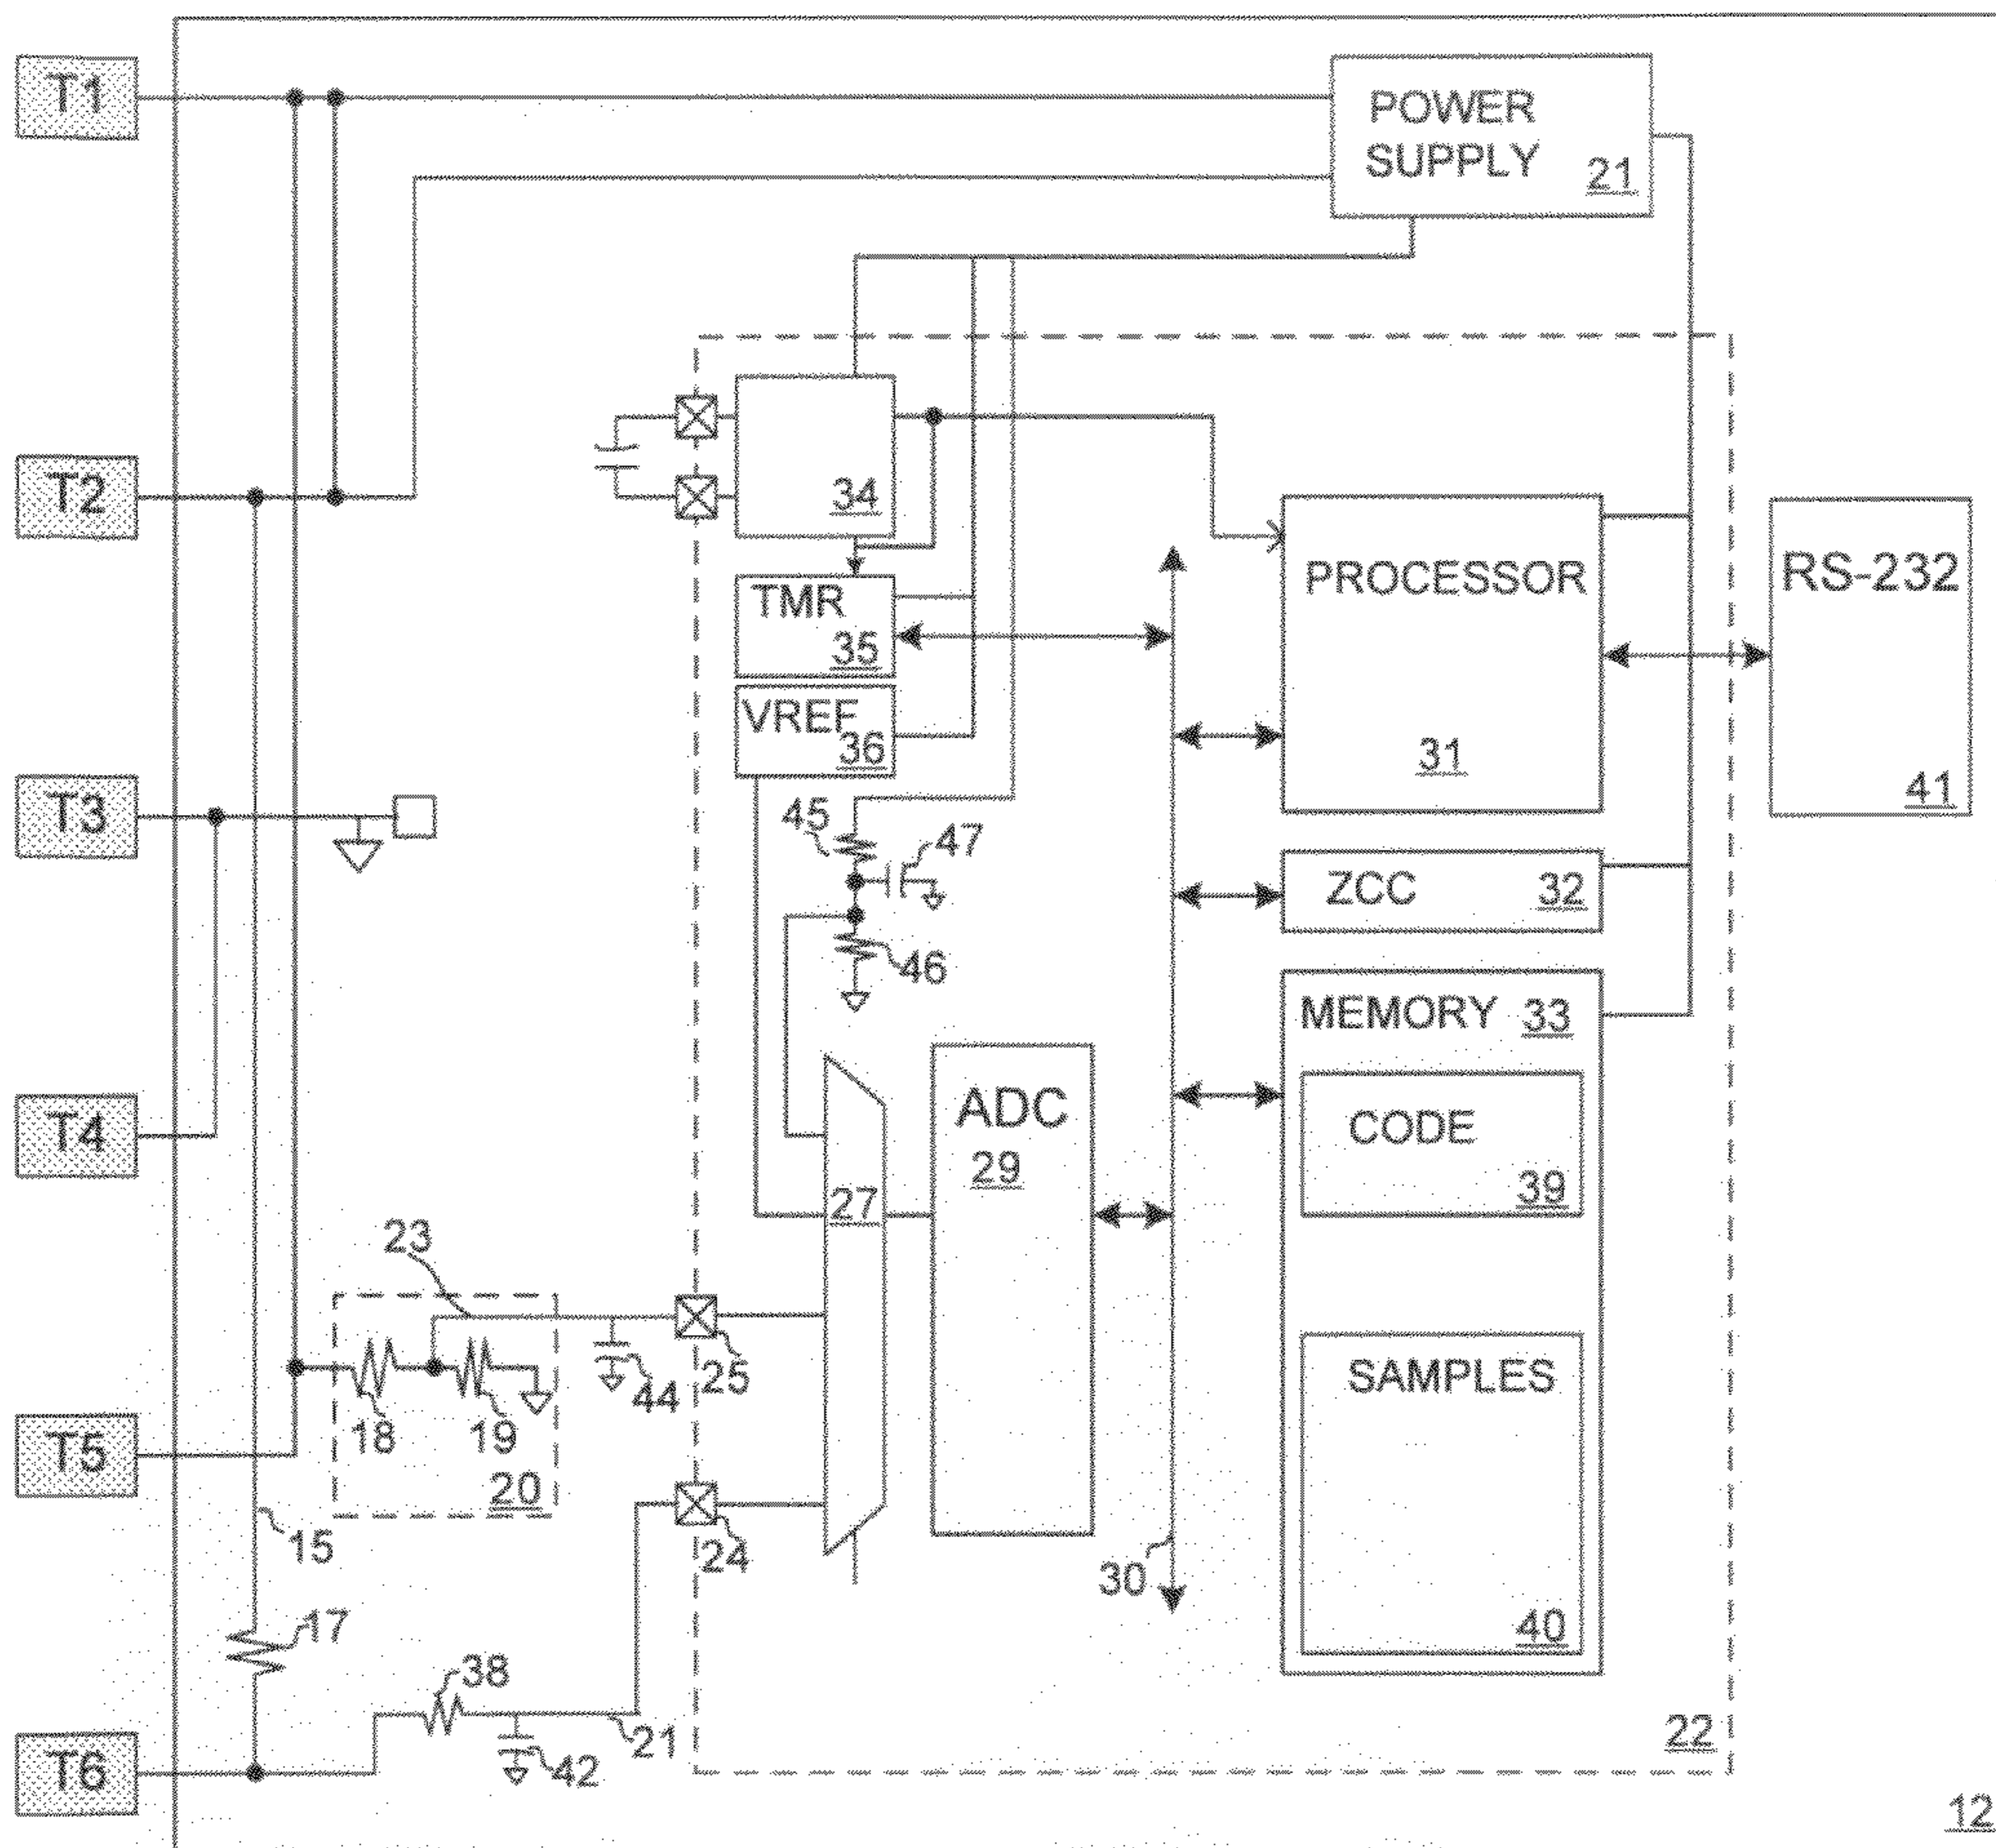 T1
POWER
SUPPLY
21
T2
34
PROCESSOR
RS-232
TMR
35
VREF
36
31
41
T3
45
47
ZCC
32
46
MEMORY
33
T4
ADC
29
CODE
39
27
23
25
44
SAMPLES
18
19
T5
20
15
24
30
17
40
38
21
42
22
T6
12